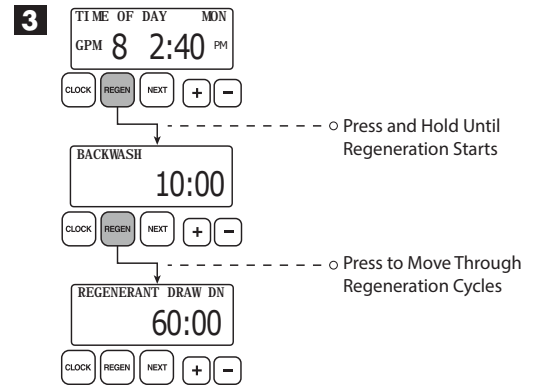 3
TIME OF DAY MON
GPM 8 2:40 PM
CLOCK REGEN NEXT + −
Press and Hold Until
Regeneration Starts
BACKWASH
10:00
CLOCK REGEN NEXT + −
Press to Move Through
Regeneration Cycles
REGENERANT DRAW DN
60:00
CLOCK REGEN NEXT + −